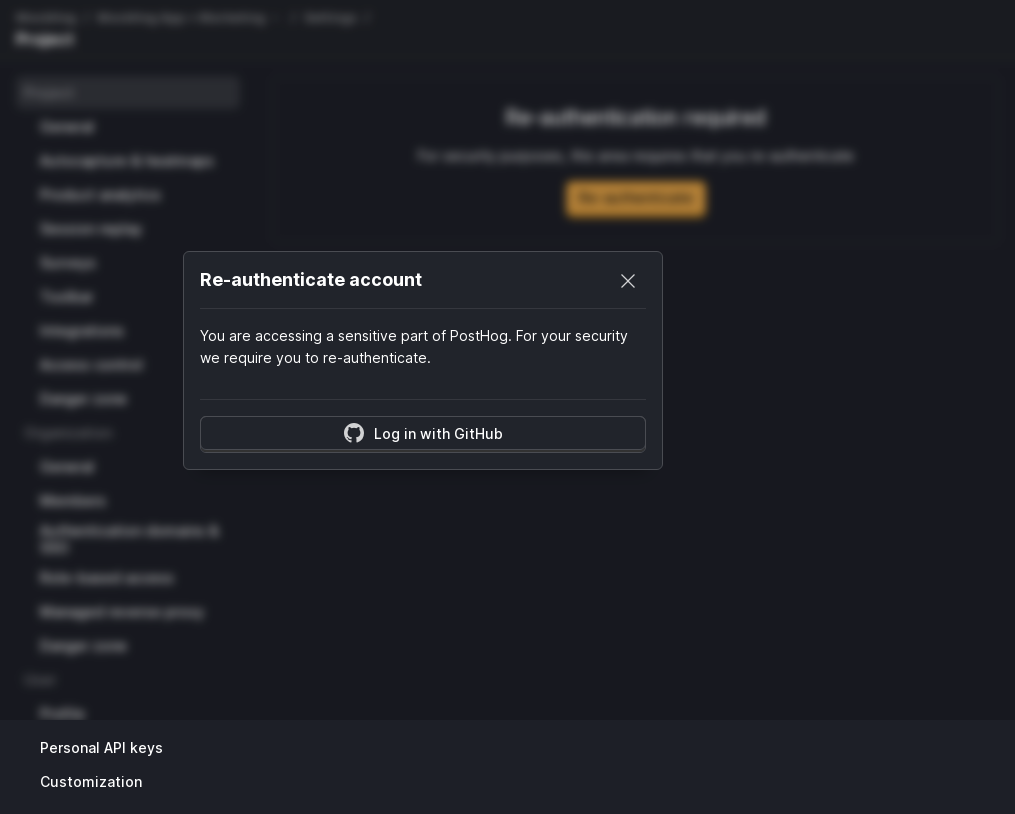 Project
Project
General
Autocapture & heatmaps
Product analytics
Session replay
Surveys
Toolbar
Integrations
Access control
Danger zone
Organization
General
Members
Authentication domains &
SSO
Role-based access
Managed reverse proxy
Danger zone
Profile
Personal API keys
Customization
Re-authentication required
For security purposes, this area requires that you re-authenticate.
Re-authenticate
Re-authenticate account
You are accessing a sensitive part of PostHog. For your security
we require you to re-authenticate.
Log in with GitHub